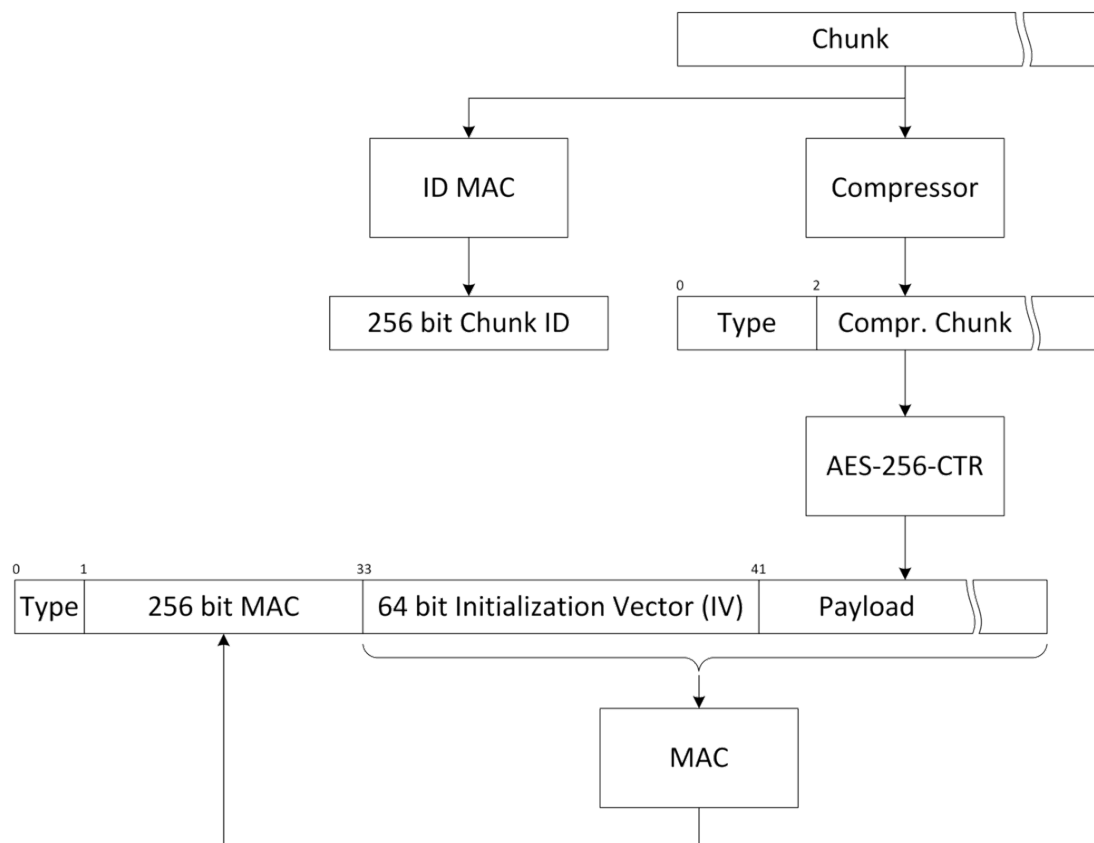 Chunk
ID MAC
Compressor
0 2
256 bit Chunk ID
Type Compr. Chunk
AES-256-CTR
0 1 33 41
Type 256 bit MAC 64 bit Initialization Vector (IV) Payload
MAC